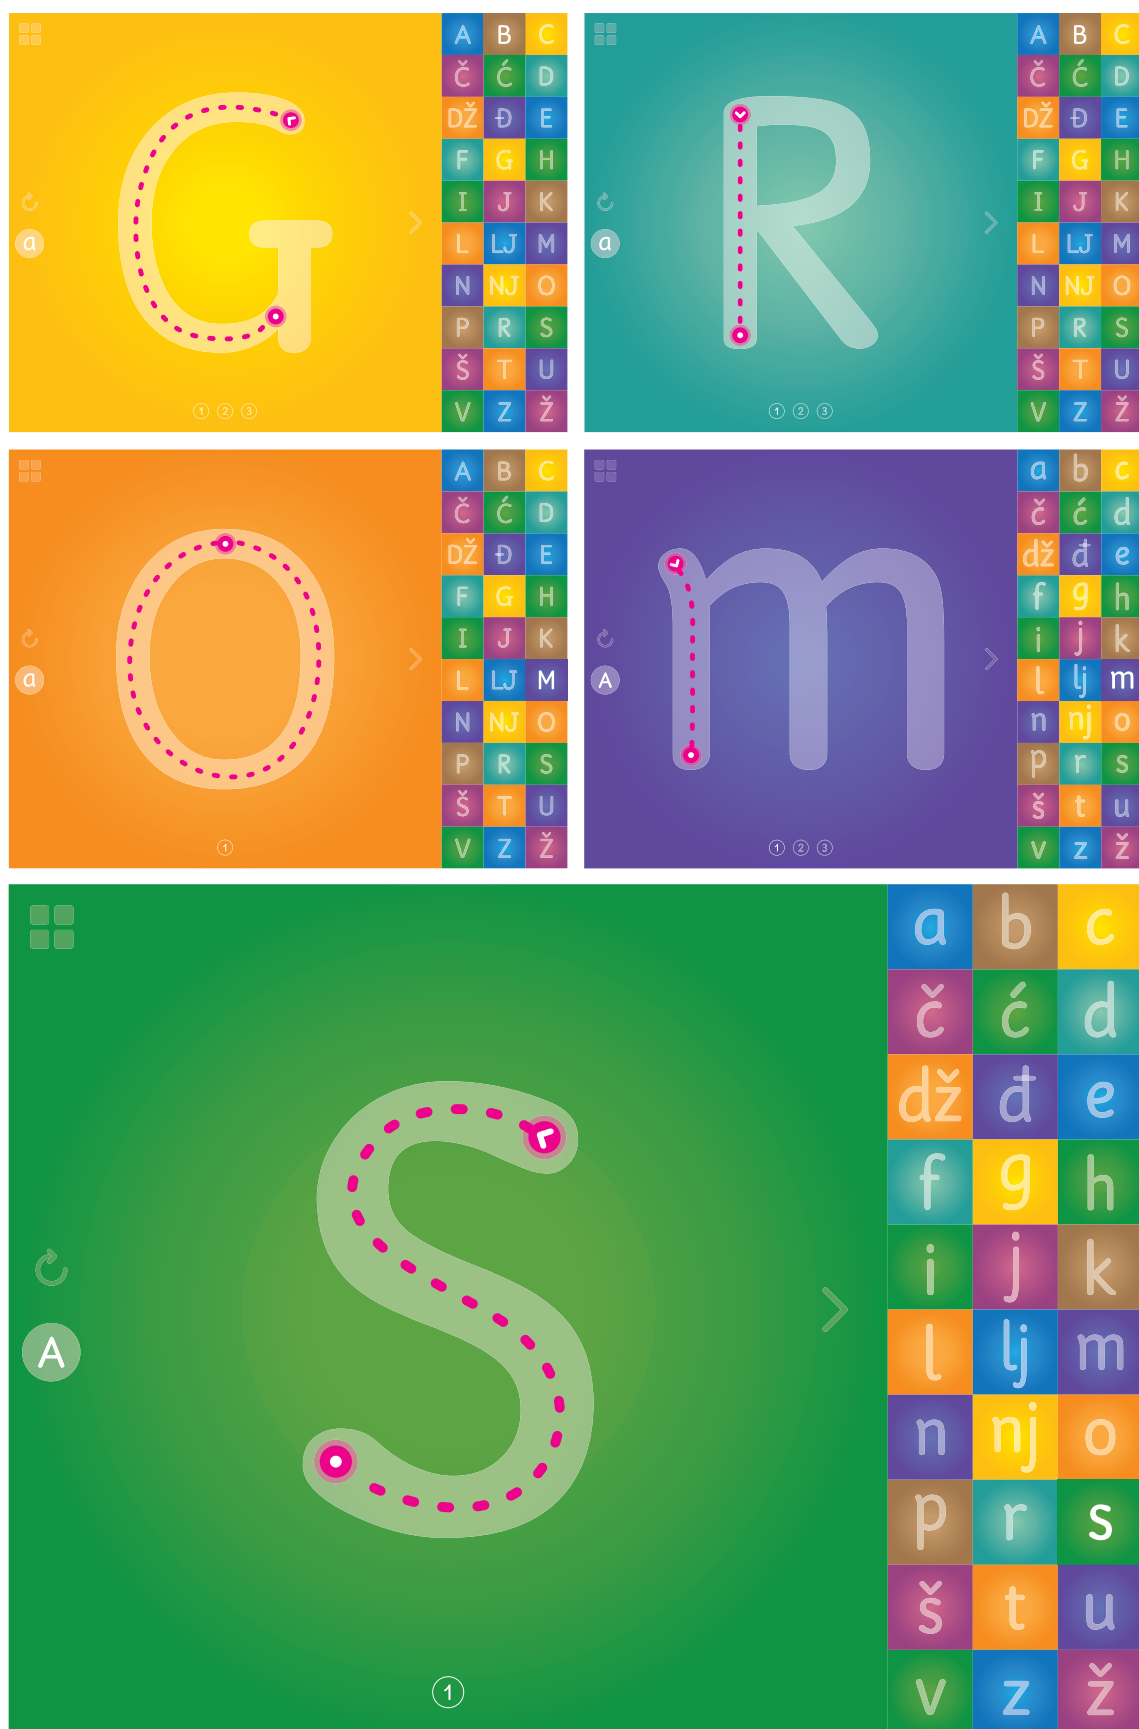 A B C
Č Ć D
DŽ Đ E
F G H
I J K
L LJ M
N NJ O
P R S
Š T U
V Z Ž
G
a
1 2 3
A B C
Č Ć D
DŽ Đ E
F G H
I J K
L LJ M
N NJ O
P R S
Š T U
V Z Ž
R
a
1 2 3
A B C
Č Ć D
DŽ Đ E
F G H
I J K
L LJ M
N NJ O
P R S
Š T U
V Z Ž
O
a
1
a b c
č ć d
dž đ e
f g h
i j k
l lj m
n nj o
p r s
š t u
v z ž
m
A
1 2 3
a b c
č ć d
dž đ e
f g h
i j k
l lj m
n nj o
p r s
š t u
v z ž
s
A
1